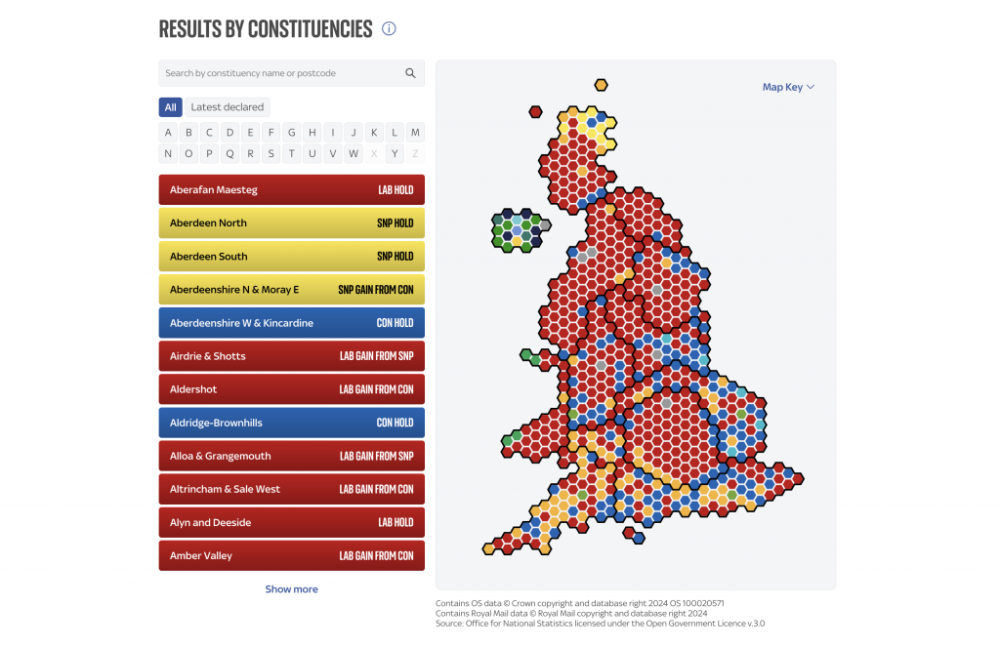 RESULTS BY CONSTITUENCIES
Search by constituency name or postcode
All Latest declared
A B C D E F G H I J K L M
N O P Q R S T U V W X Y Z
Aberafan Maesteg LAB HOLD
Aberdeen North SNP HOLD
Aberdeen South SNP HOLD
Aberdeenshire N & Moray E SNP GAIN FROM CON
Aberdeenshire W & Kincardine CON HOLD
Airdrie & Shotts LAB GAIN FROM SNP
Aldershot LAB GAIN FROM CON
Aldridge-Brownhills CON HOLD
Alloa & Grangemouth LAB GAIN FROM SNP
Altrincham & Sale West LAB GAIN FROM CON
Alyn and Deeside LAB HOLD
Amber Valley LAB GAIN FROM CON
Show more
Map Key
Contains OS data © Crown copyright and database right 2024 OS 100020571
Contains Royal Mail data © Royal Mail copyright and database right 2024
Source: Office for National Statistics licensed under the Open Government Licence v.3.0